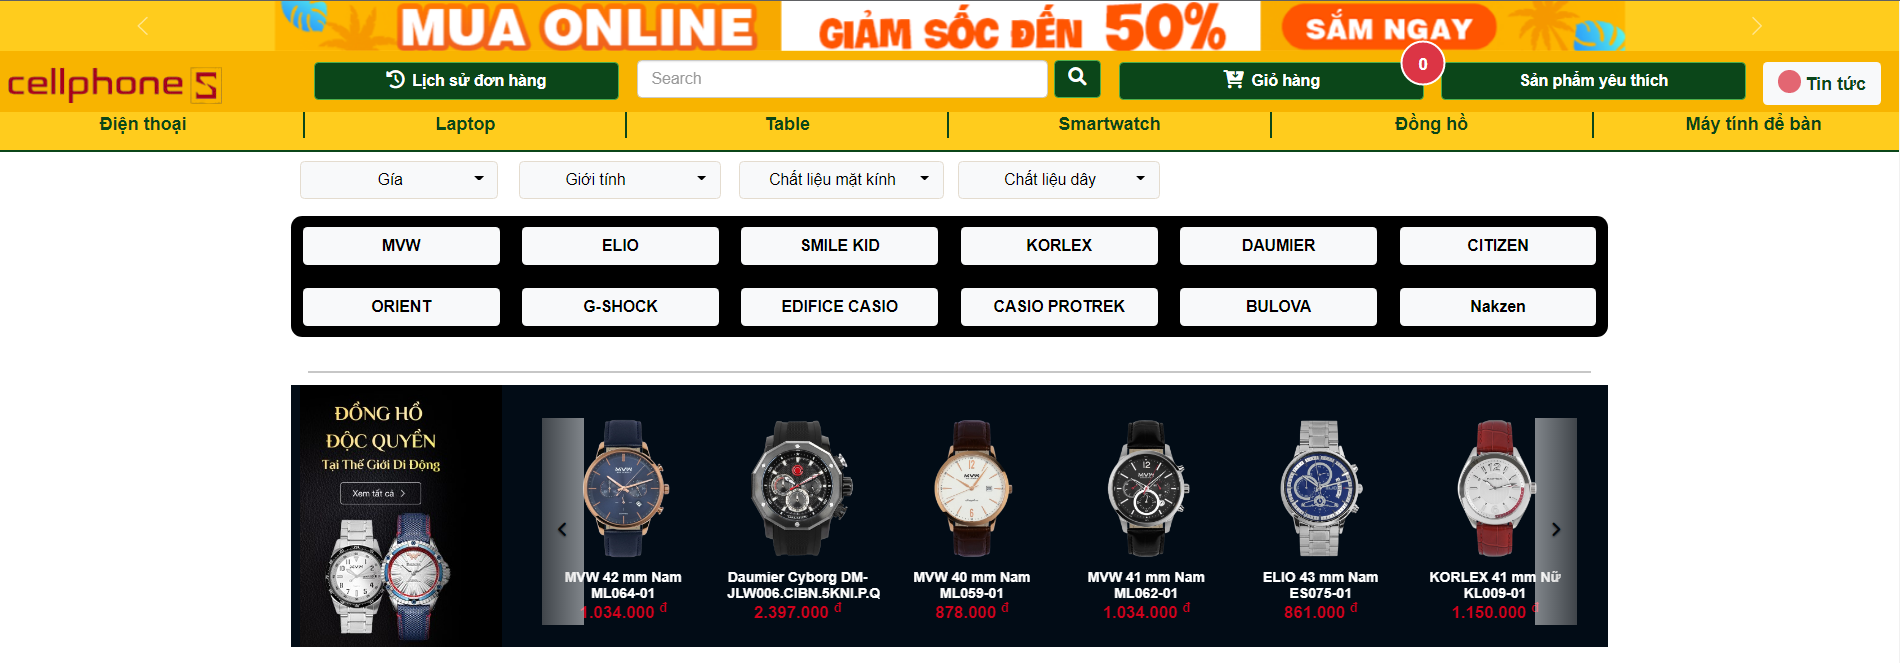 MUA ONLINE GIẢM SỐC ĐẾN 50% SẮM NGAY
cellphone S
Lịch sử đơn hàng
Search
Giỏ hàng
0
Sản phẩm yêu thích
Tin tức
Điện thoại
Laptop
Table
Smartwatch
Đồng hồ
Máy tính để bàn
Gía
Giới tính
Chất liệu mặt kính
Chất liệu dây
MVW
ELIO
SMILE KID
KORLEX
DAUMIER
CITIZEN
ORIENT
G-SHOCK
EDIFICE CASIO
CASIO PROTREK
BULOVA
Nakzen
ĐỒNG HỒ
ĐỘC QUYỀN
Tại Thế Giới Di Động
Xem tất cả
MVW 42 mm Nam
ML064-01
1.034.000 đ
Daumier Cyborg DM-
JLW006.CIBN.5KNI.P.Q
2.397.000 đ
MVW 40 mm Nam
ML059-01
878.000 đ
MVW 41 mm Nam
ML062-01
1.034.000 đ
ELIO 43 mm Nam
ES075-01
861.000 đ
KORLEX 41 mm Nữ
KL009-01
1.150.000 đ